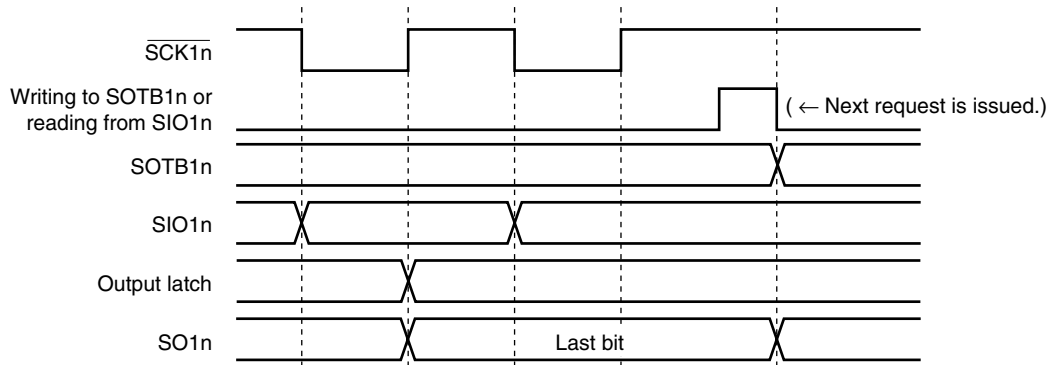 SCK1n
Writing to SOTB1n or
reading from SIO1n
( ← Next request is issued.)
SOTB1n
SIO1n
Output latch
SO1n
Last bit